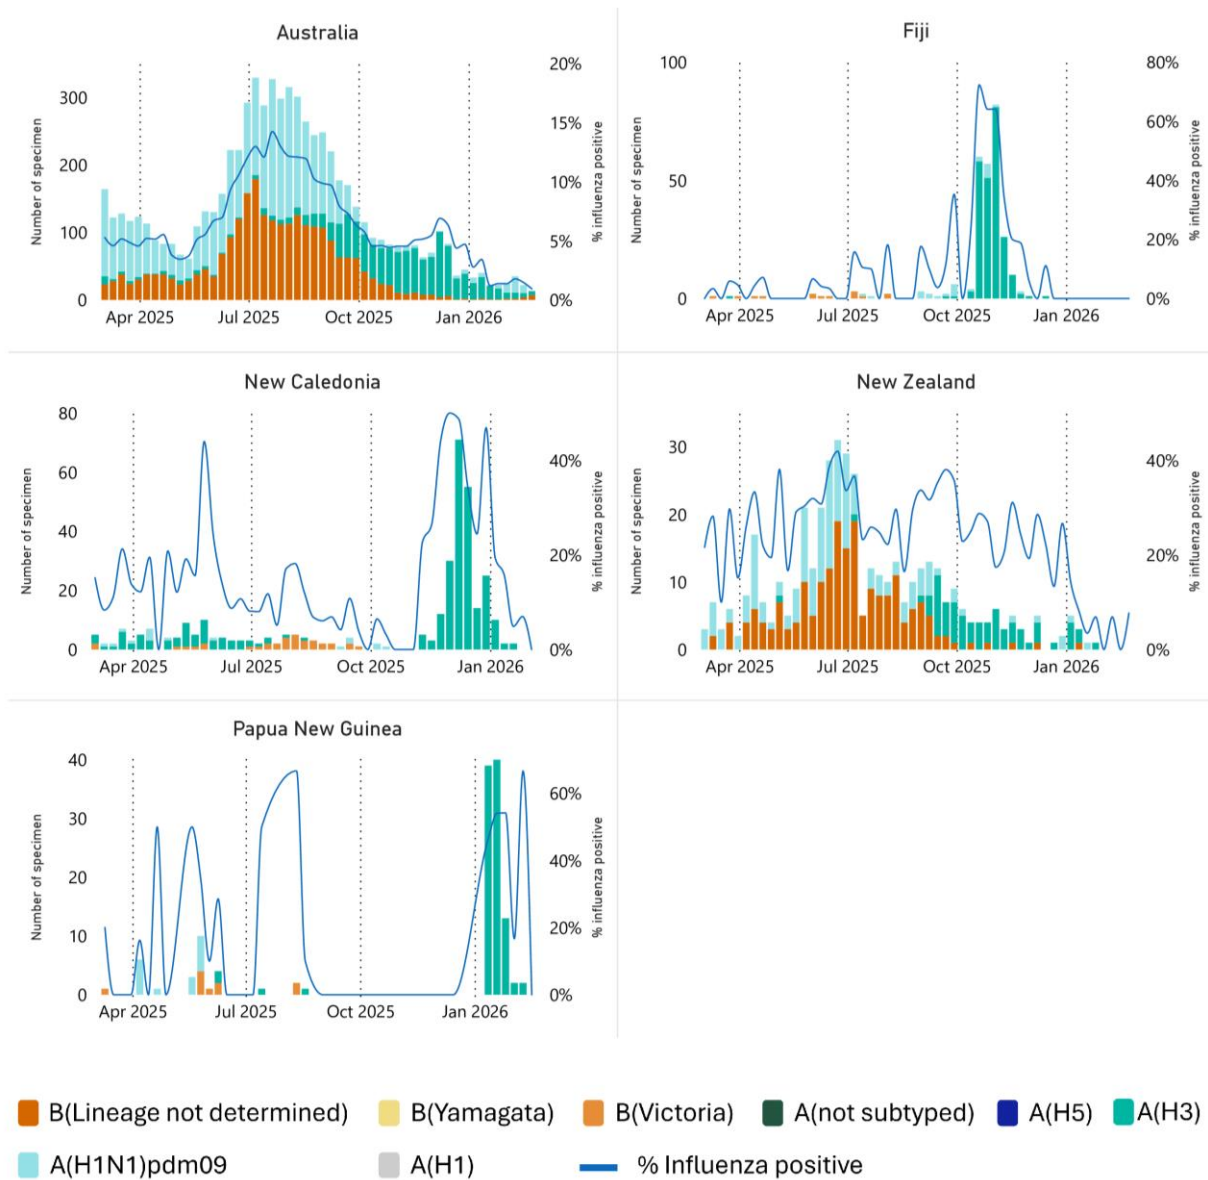 Australia
Number of specimen
300
200
100
0
20%
15%
10%
5%
0%
% influenza positive
Apr 2025 Jul 2025 Oct 2025 Jan 2026
Fiji
Number of specimen
100
50
0
80%
60%
40%
20%
0%
% influenza positive
Apr 2025 Jul 2025 Oct 2025 Jan 2026
New Caledonia
Number of specimen
80
60
40
20
0
40%
20%
0%
% influenza positive
Apr 2025 Jul 2025 Oct 2025 Jan 2026
New Zealand
Number of specimen
30
20
10
0
40%
20%
0%
% influenza positive
Apr 2025 Jul 2025 Oct 2025 Jan 2026
Papua New Guinea
Number of specimen
40
30
20
10
0
60%
40%
20%
0%
% influenza positive
Apr 2025 Jul 2025 Oct 2025 Jan 2026
B(Lineage not determined) B(Yamagata) B(Victoria) A(not subtyped) A(H5) A(H3)
A(H1N1)pdm09 A(H1) % Influenza positive